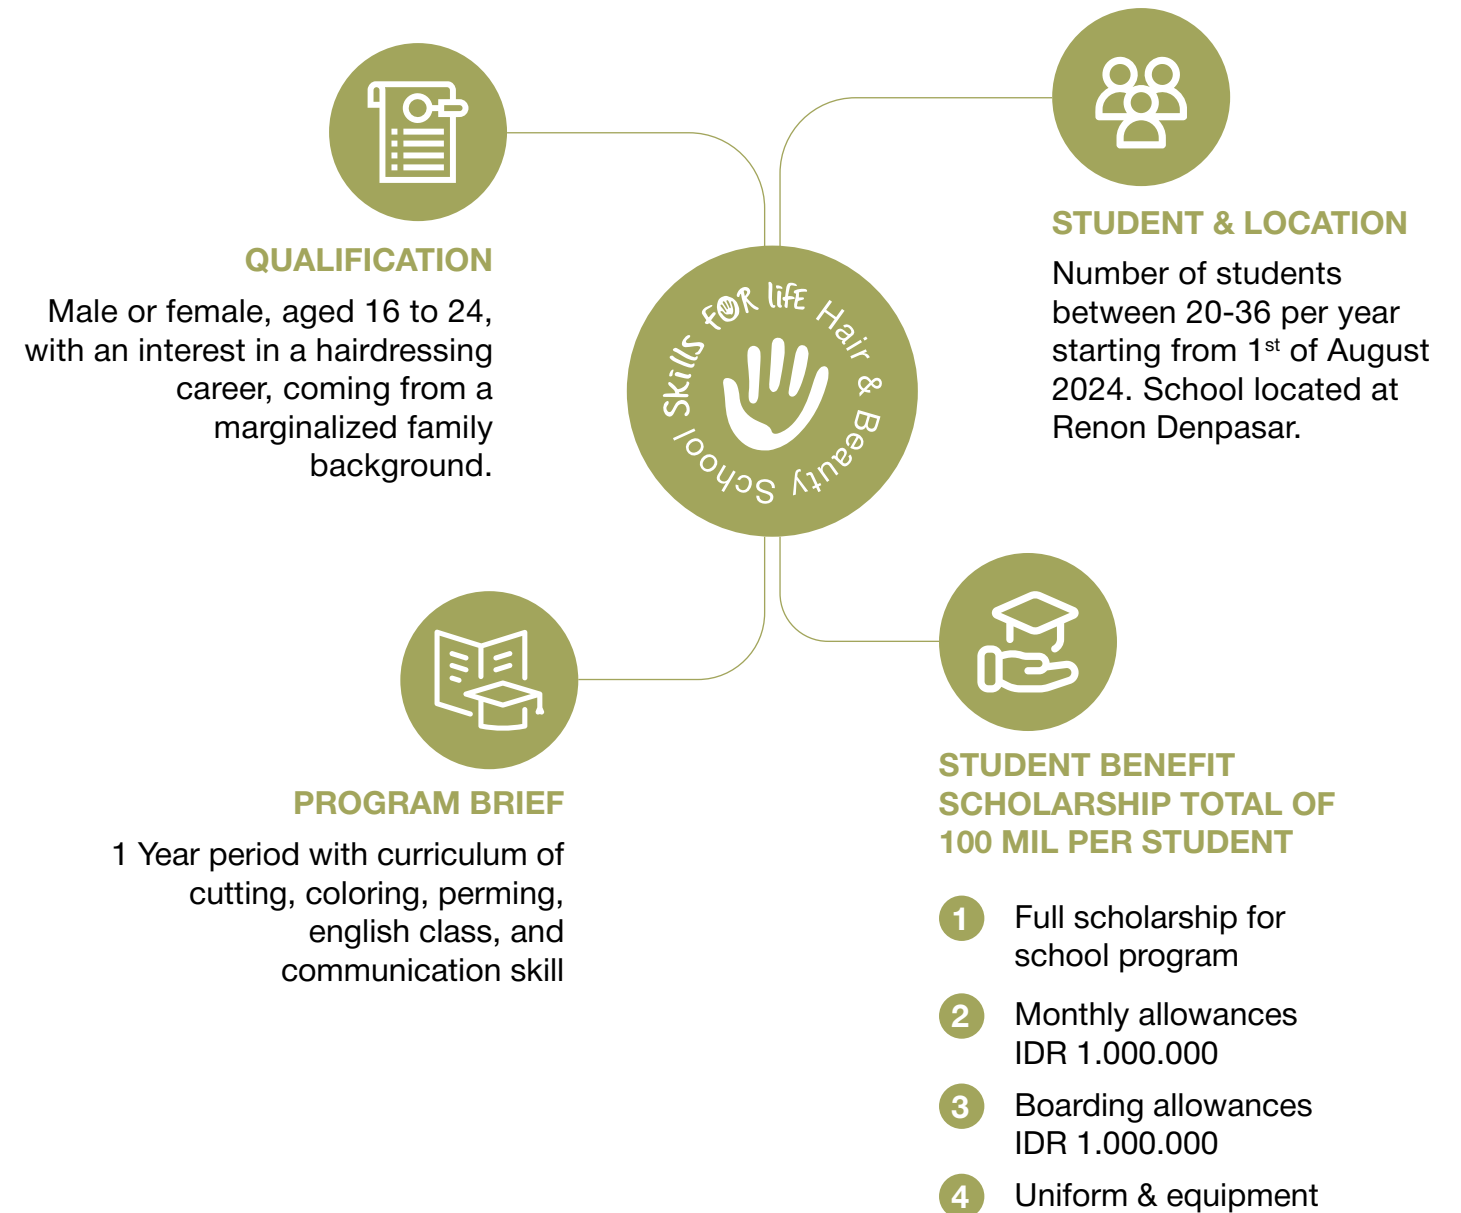 QUALIFICATION
Male or female, aged 16 to 24,
with an interest in a hairdressing
career, coming from a
marginalized family
background.
STUDENT & LOCATION
Number of students
between 20-36 per year
starting from 1st of August
2024. School located at
Renon Denpasar.
Skills FOR lifE Hair & Beauty School
PROGRAM BRIEF
1 Year period with curriculum of
cutting, coloring, perming,
english class, and
communication skill
STUDENT BENEFIT
SCHOLARSHIP TOTAL OF
100 MIL PER STUDENT
1 Full scholarship for
school program
2 Monthly allowances
IDR 1.000.000
3 Boarding allowances
IDR 1.000.000
4 Uniform & equipment